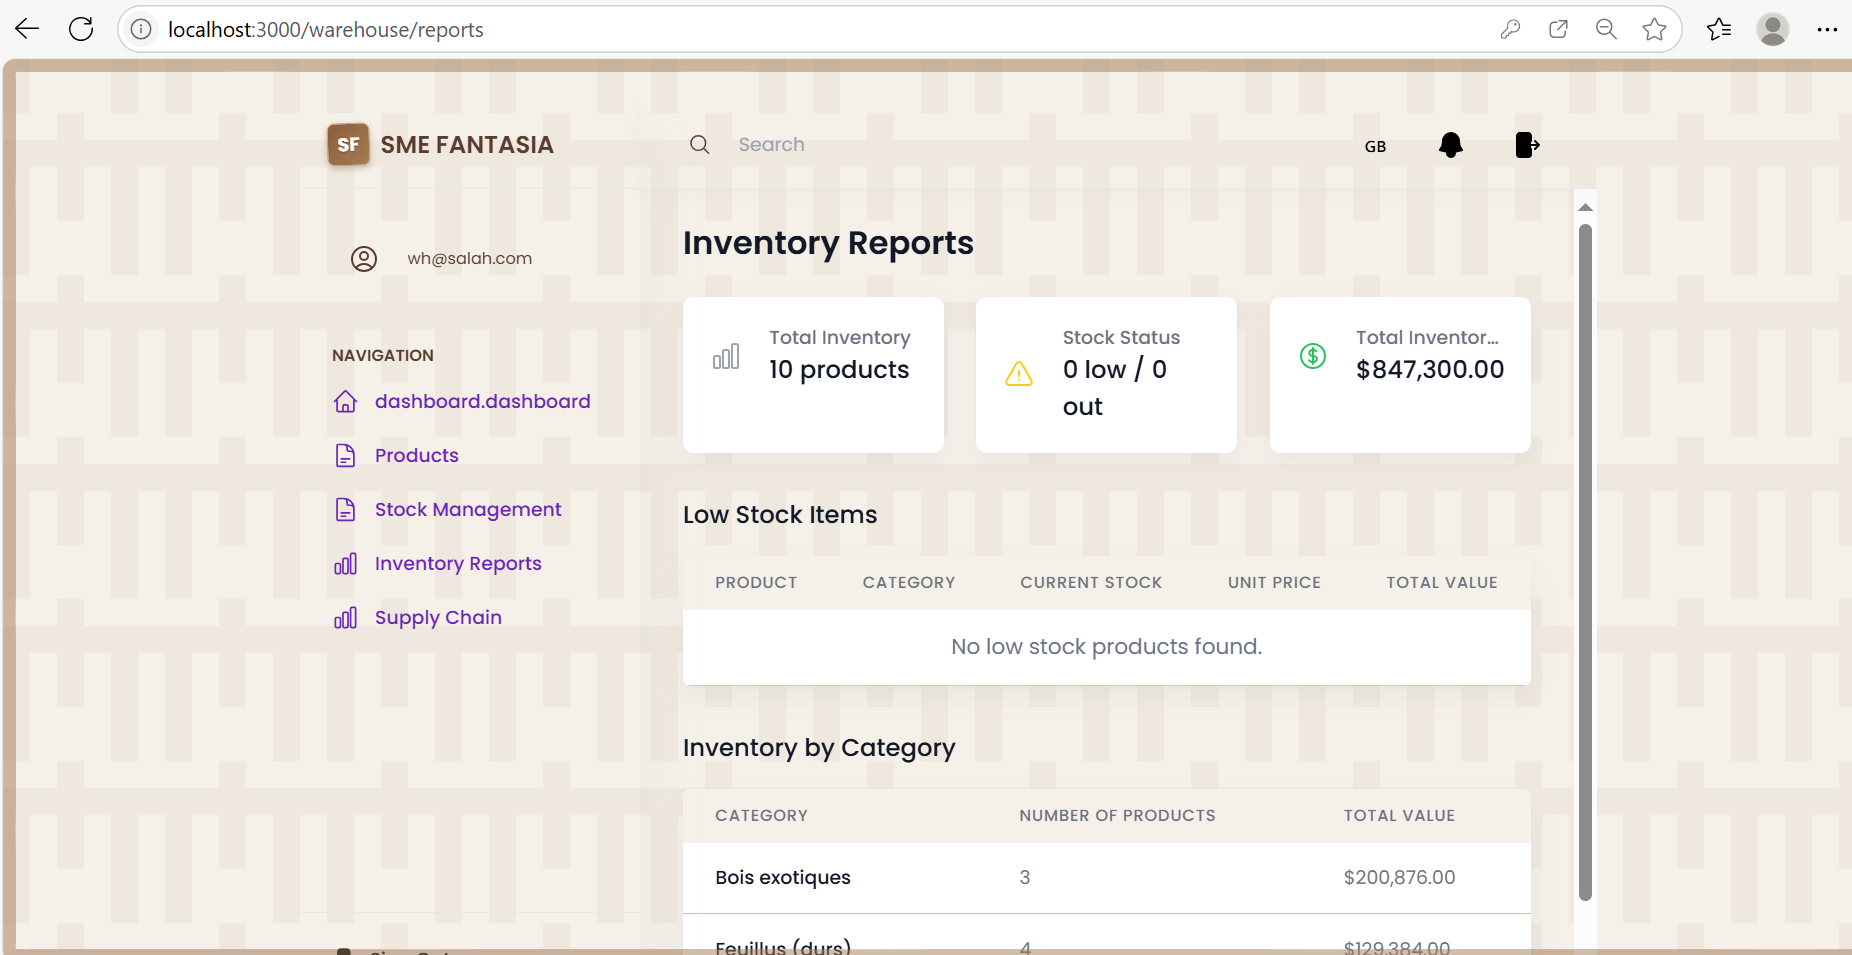 localhost:3000/warehouse/reports
SF SME FANTASIA
Search
GB
wh@salah.com
NAVIGATION
dashboard.dashboard
Products
Stock Management
Inventory Reports
Supply Chain
Inventory Reports
Total Inventory
10 products
Stock Status
0 low / 0
out
Total Inventor...
$847,300.00
Low Stock Items
PRODUCT CATEGORY CURRENT STOCK UNIT PRICE TOTAL VALUE
No low stock products found.
Inventory by Category
CATEGORY NUMBER OF PRODUCTS TOTAL VALUE
Bois exotiques 3 $200,876.00
Feuillus (durs) 4 $129,384.00